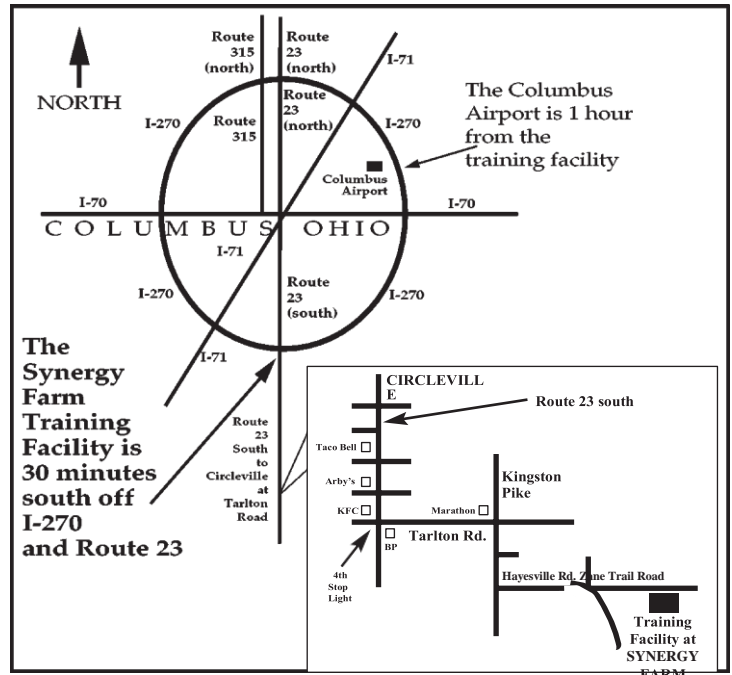 Route
315
(north)
Route
23
(north)
I-71
NORTH
The Columbus
Airport is 1 hour
from the
training facility
I-270
Route
315
Route
23
(north)
I-270
Columbus
Airport
I-70
I-70
COLUMBUS OHIO
I-71
I-270
Route
23
(south)
I-270
I-71
The
Synergy
Farm
Training
Facility is
30 minutes
south off
I-270
and Route 23
Route
23
South
to
Circleville
at
Tarlton
Road
CIRCLEVILL
E
Route 23 south
Taco Bell
Arby's
KFC
Marathon
Kingston
Pike
BP
Tarlton Rd.
4th
Stop
Light
Hayesville Rd. Zane Trail Road
Training
Facility at
SYNERGY
FARM